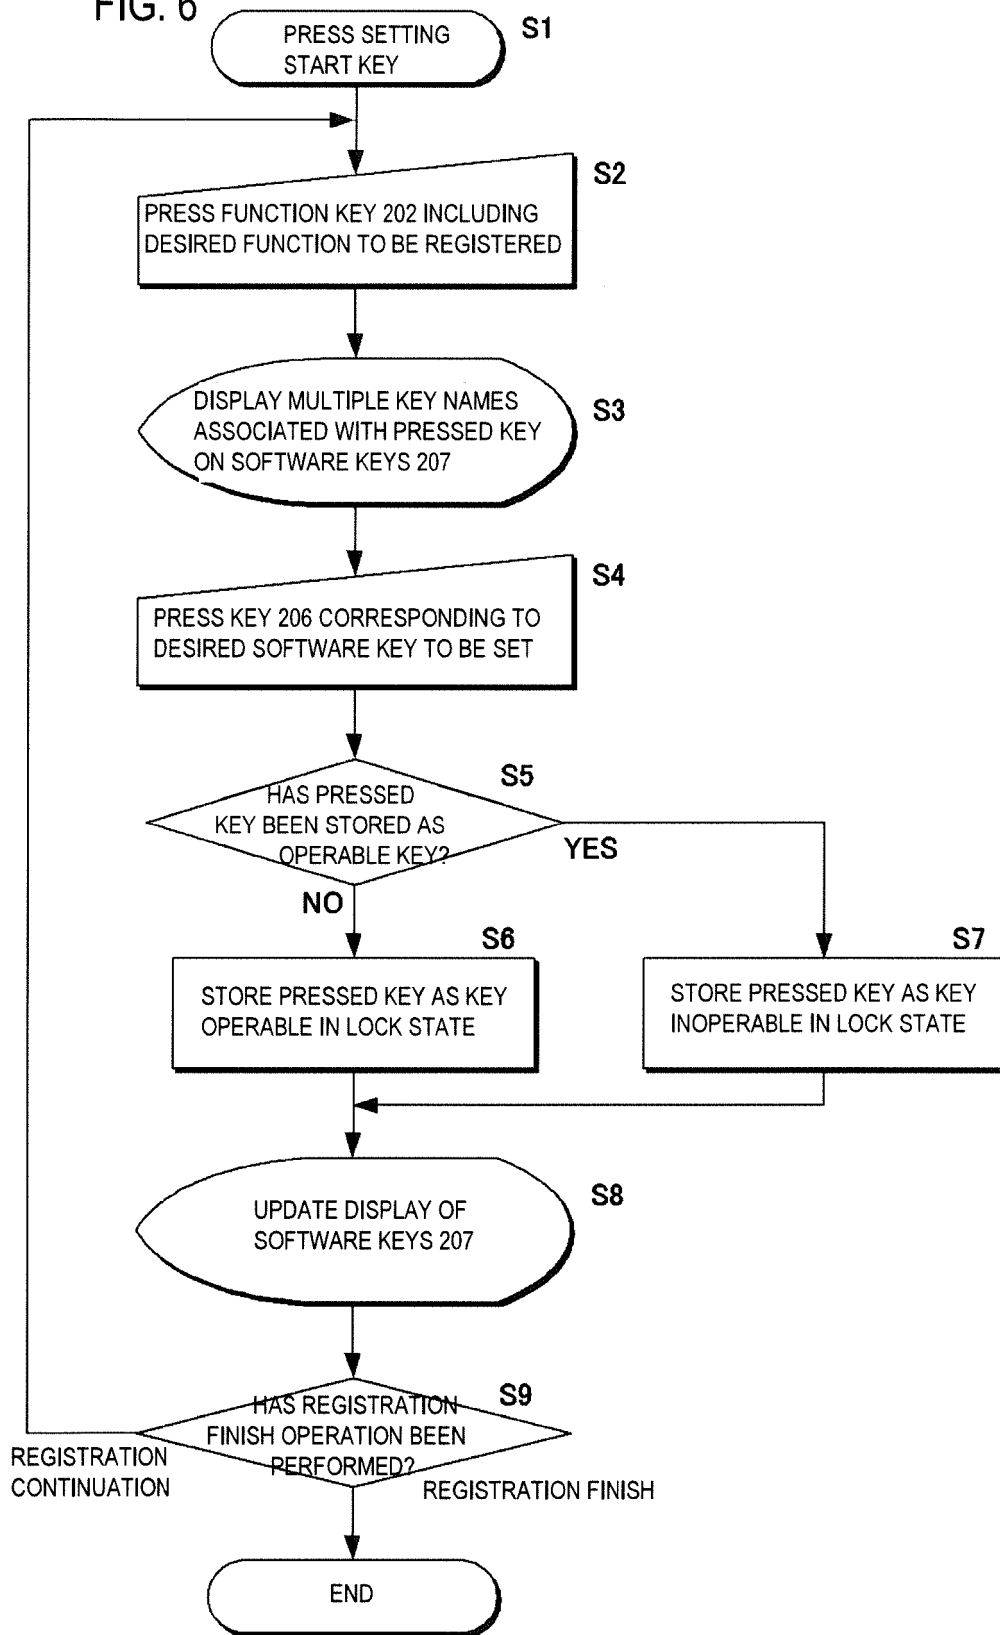 FIG. 6
PRESS SETTING
START KEY
S1
S2
PRESS FUNCTION KEY 202 INCLUDING
DESIRED FUNCTION TO BE REGISTERED
S3
DISPLAY MULTIPLE KEY NAMES
ASSOCIATED WITH PRESSED KEY
ON SOFTWARE KEYS 207
S4
PRESS KEY 206 CORRESPONDING TO
DESIRED SOFTWARE KEY TO BE SET
S5
HAS PRESSED
KEY BEEN STORED AS
OPERABLE KEY?
YES
NO
S6
STORE PRESSED KEY AS KEY
OPERABLE IN LOCK STATE
S7
STORE PRESSED KEY AS KEY
INOPERABLE IN LOCK STATE
S8
UPDATE DISPLAY OF
SOFTWARE KEYS 207
S9
HAS REGISTRATION
FINISH OPERATION BEEN
PERFORMED?
REGISTRATION
CONTINUATION
REGISTRATION FINISH
END